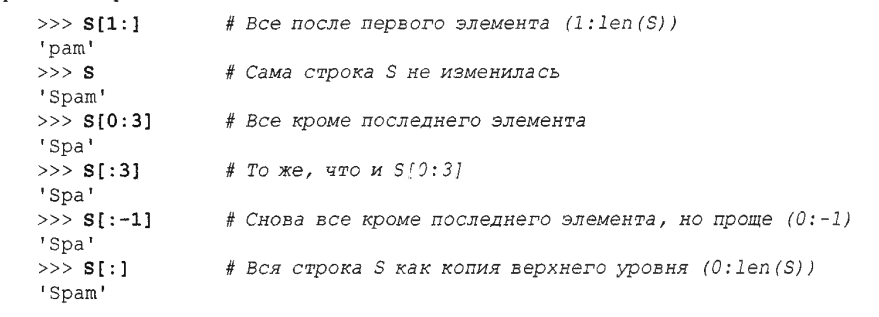 >>> S[1:] # Все после первого элемента (1:len(S))
'pam'
>>> S # Сама строка S не изменилась
'Spam'
>>> S[0:3] # Все кроме последнего элемента
'Spa'
>>> S[:3] # То же, что и S[0:3]
'Spa'
>>> S[:-1] # Снова все кроме последнего элемента, но проще (0:-1)
'Spa'
>>> S[:] # Вся строка S как копия верхнего уровня (0:len(S))
'Spam'